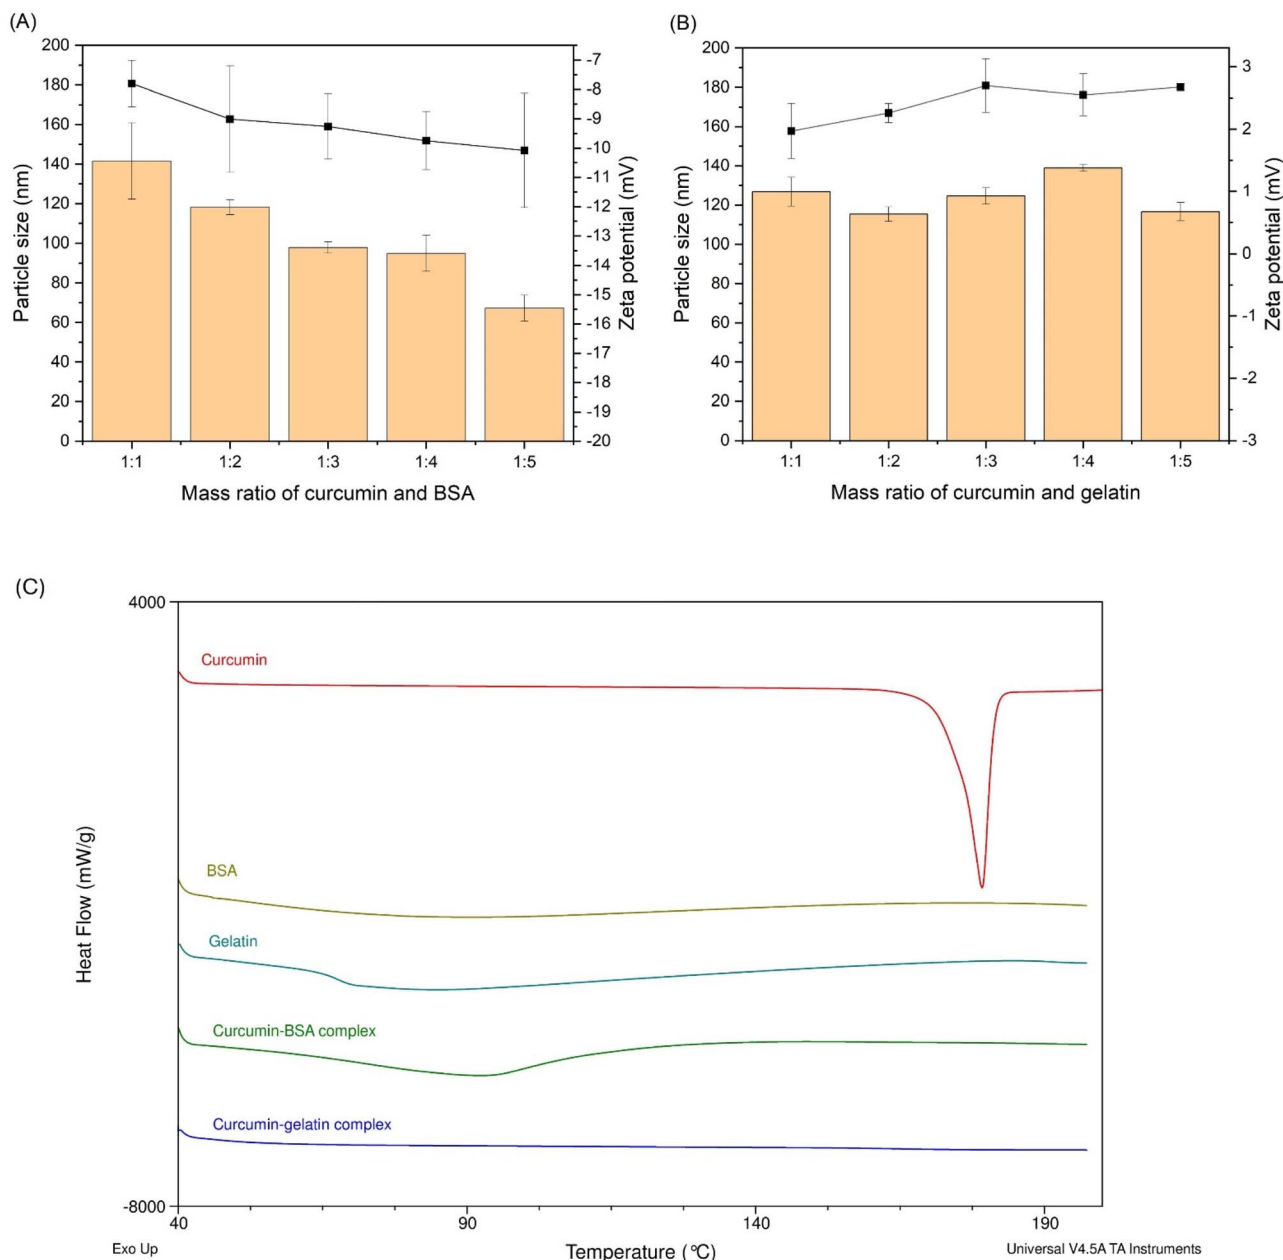 (A)
200
180
160
140
120
100
80
60
40
20
0
Particle size (nm)
-7
-8
-9
-10
-11
-12
-13
-14
-15
-16
-17
-18
-19
-20
Zeta potential (mV)
1:1 1:2 1:3 1:4 1:5
Mass ratio of curcumin and BSA
(B)
200
180
160
140
120
100
80
60
40
20
0
Particle size (nm)
3
2
1
0
-1
-2
-3
Zeta potential (mV)
1:1 1:2 1:3 1:4 1:5
Mass ratio of curcumin and gelatin
(C)
4000
Curcumin
BSA
Gelatin
Curcumin-BSA complex
Curcumin-gelatin complex
Heat Flow (mW/g)
-8000
40 90 140 190
Exo Up
Temperature (°C)
Universal V4.5A TA Instruments